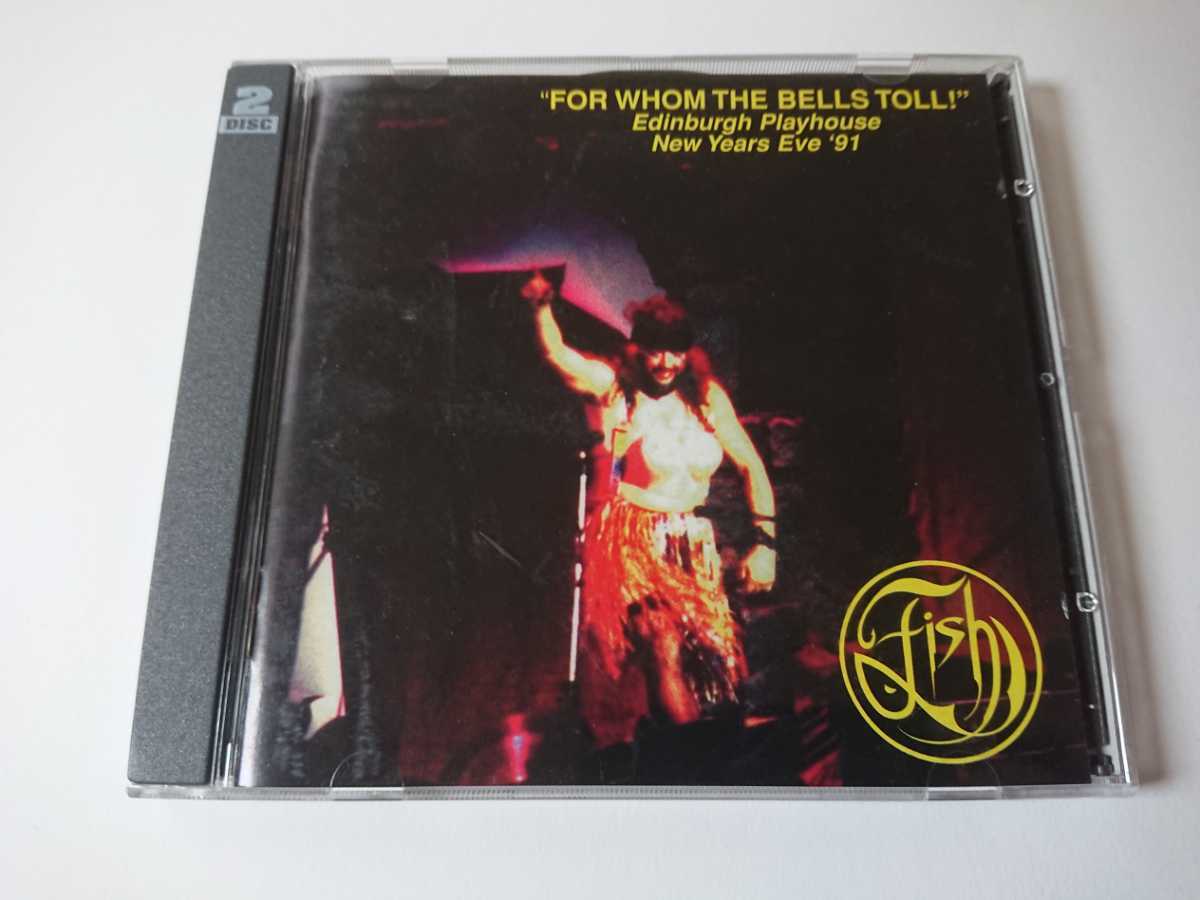 2
DISC
“FOR WHOM THE BELLS TOLL!”
Edinburgh Playhouse
New Years Eve ‘91
Fish